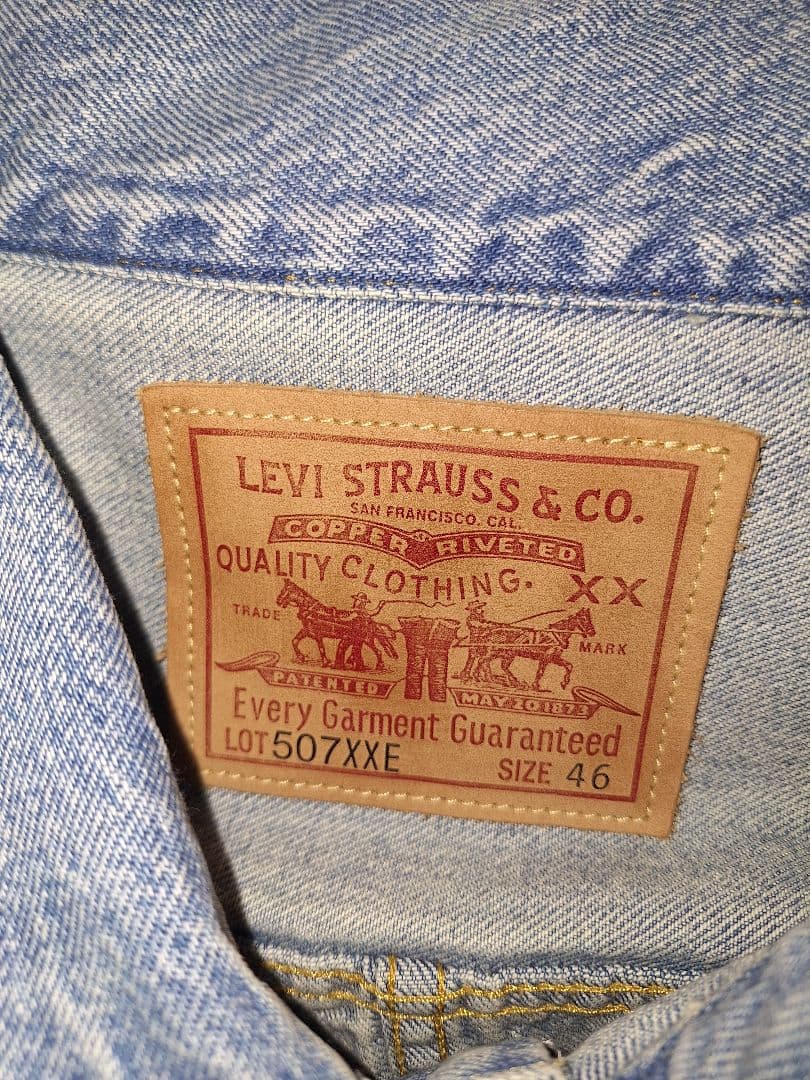 LEVI STRAUSS & CO.
SAN FRANCISCO, CAL.
COPPER RIVETED
QUALITY CLOTHING. XX
TRADE MARK
PATENTED MAY 20 1873
Every Garment Guaranteed
LOT 507XXE SIZE 46